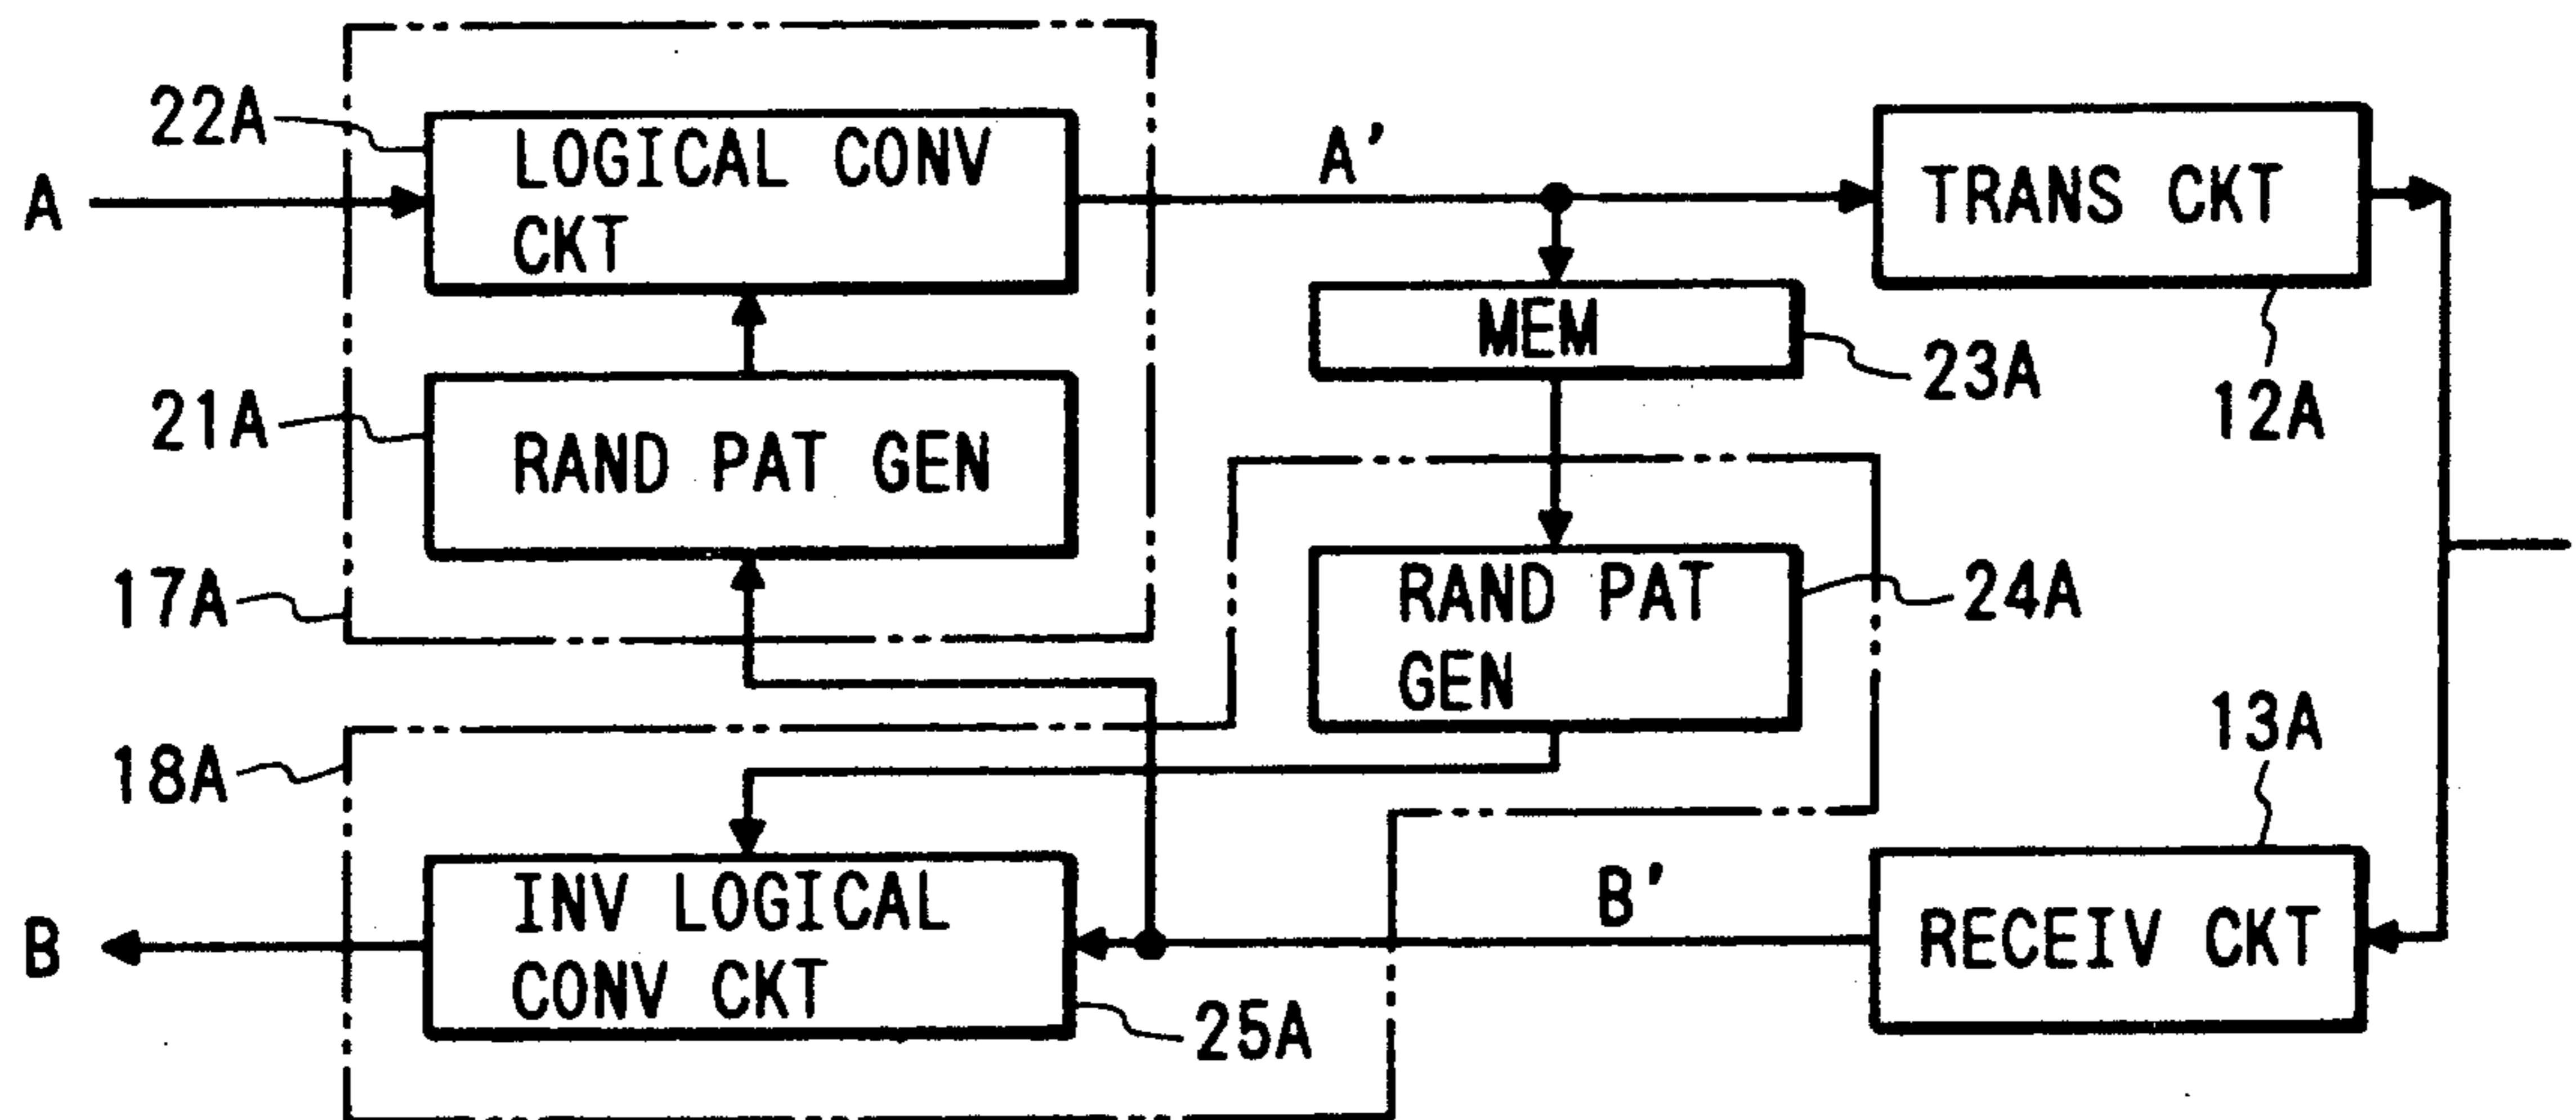 22A
LOGICAL CONV
CKT
A
A'
TRANS CKT
MEM
23A
12A
21A
RAND PAT GEN
17A
RAND PAT
GEN
24A
18A
13A
INV LOGICAL
CONV CKT
B
B'
RECEIV CKT
25A